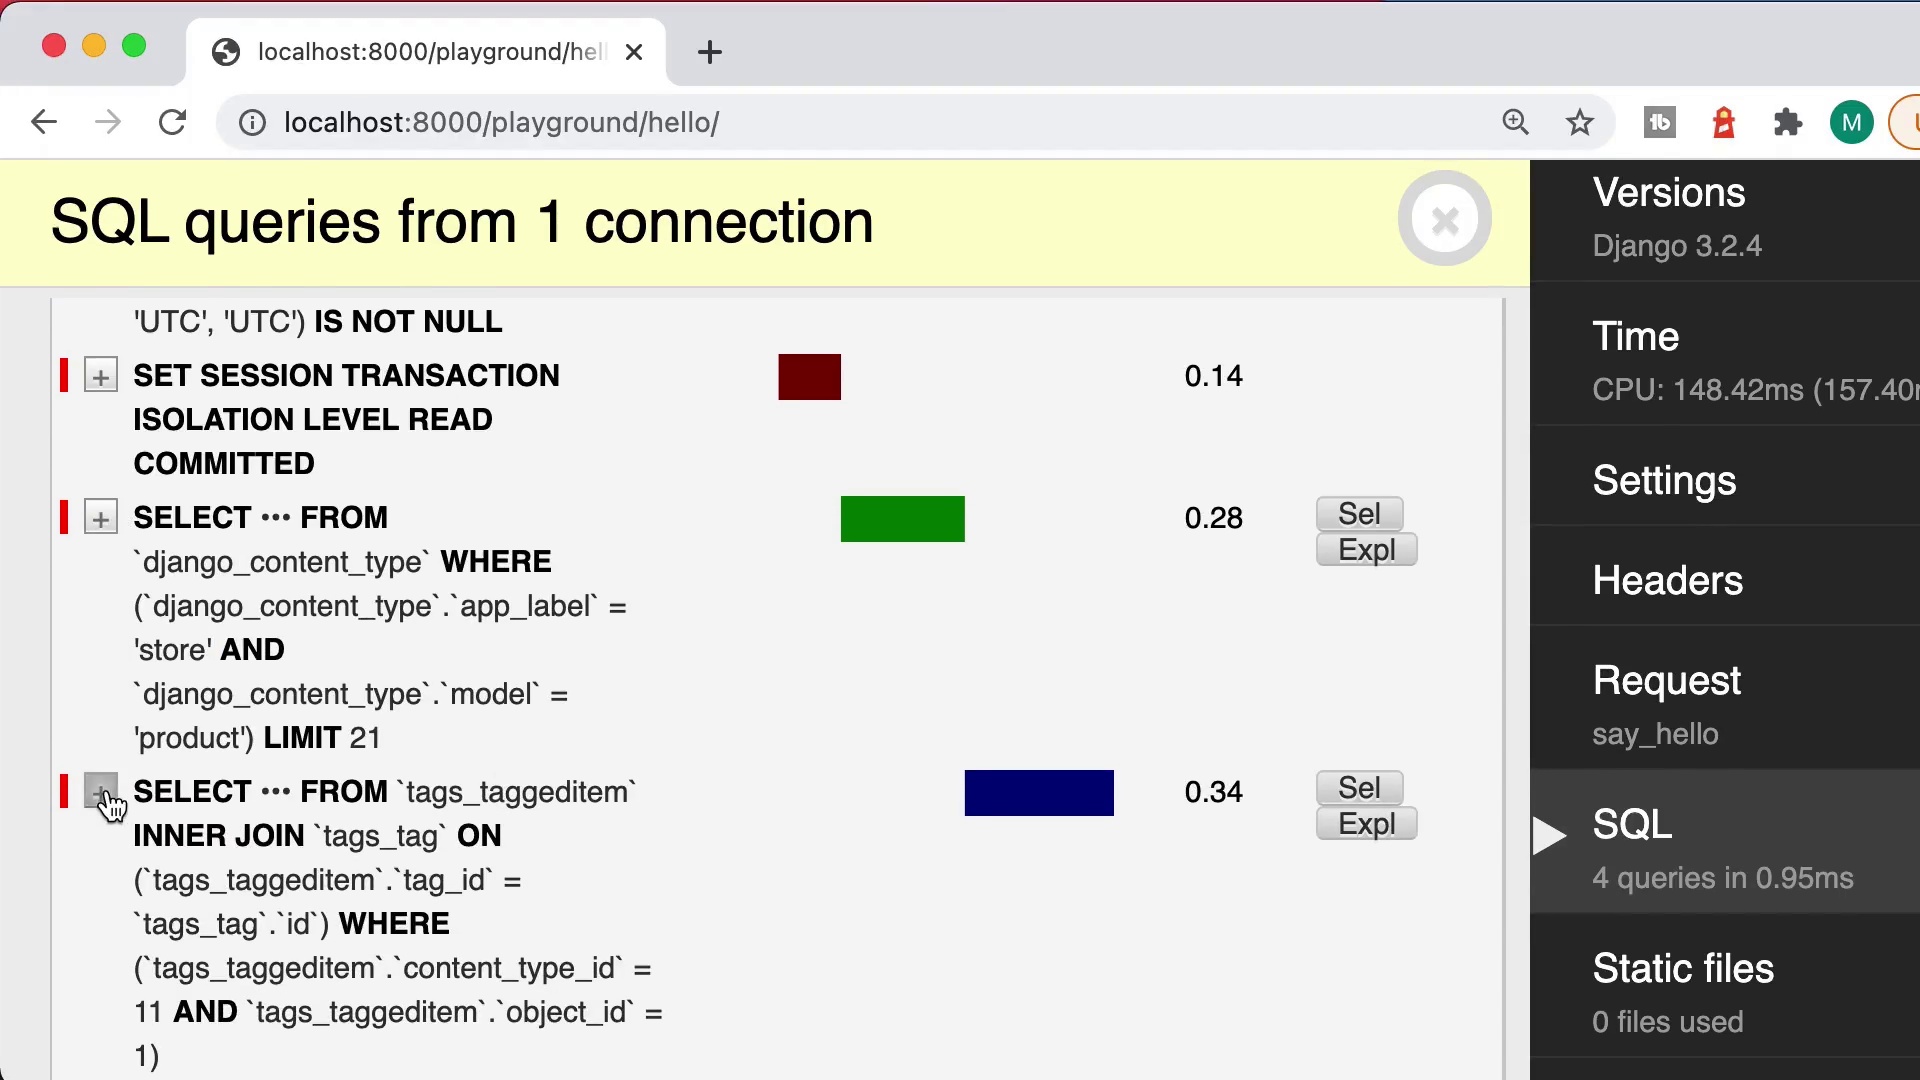 localhost:8000/playground/hel
localhost:8000/playground/hello/
M
SQL queries from 1 connection
'UTC', 'UTC') IS NOT NULL
SET SESSION TRANSACTION
ISOLATION LEVEL READ
COMMITTED
0.14
SELECT ••• FROM
`django_content_type` WHERE
(`django_content_type`.`app_label` =
'store' AND
`django_content_type`.`model` =
'product') LIMIT 21
0.28
Sel
Expl
SELECT ••• FROM `tags_taggeditem`
INNER JOIN `tags_tag` ON
(`tags_taggeditem`.`tag_id` =
`tags_tag`.`id`) WHERE
(`tags_taggeditem`.`content_type_id` =
11 AND `tags_taggeditem`.`object_id` =
1)
0.34
Sel
Expl
Versions
Django 3.2.4
Time
CPU: 148.42ms (157.40
Settings
Headers
Request
say_hello
SQL
4 queries in 0.95ms
Static files
0 files used